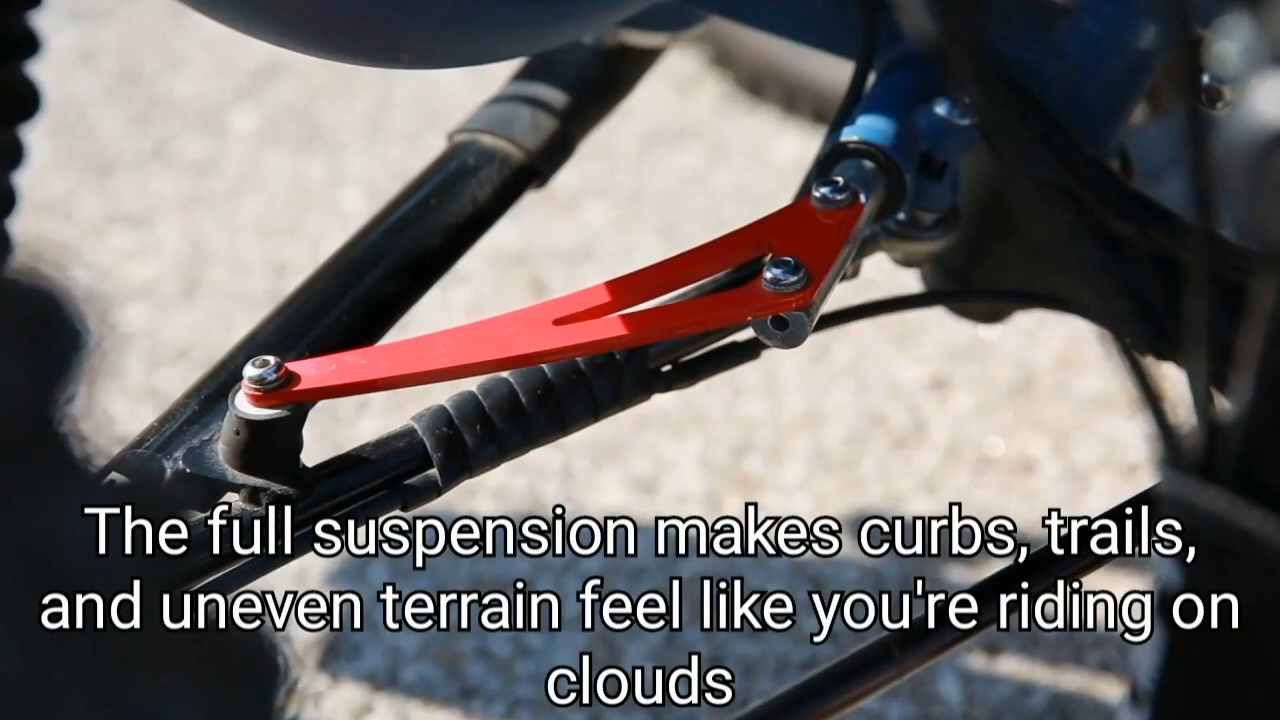 The full suspension makes curbs, trails,
and uneven terrain feel like you're riding on
clouds